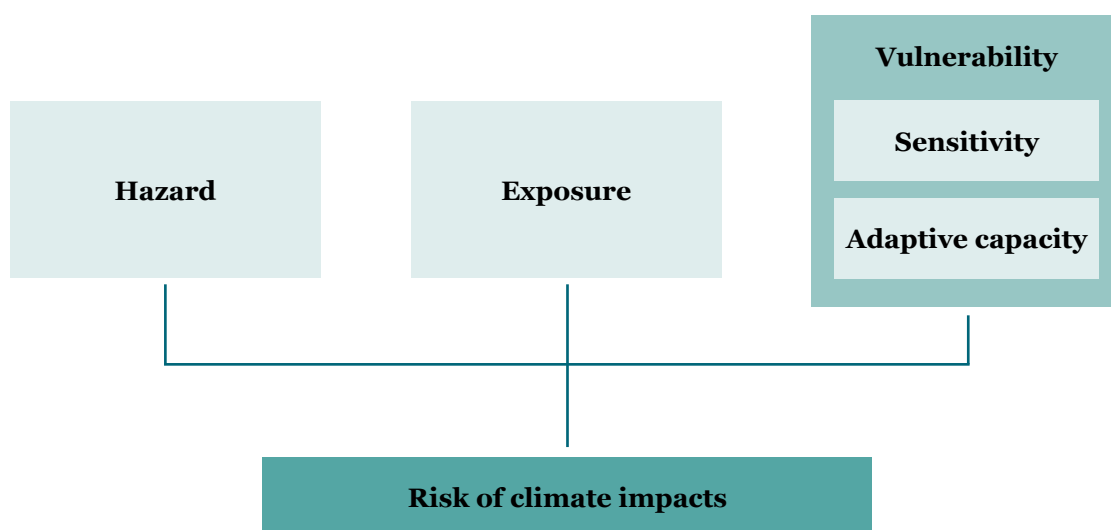 Hazard
Exposure
Vulnerability
Sensitivity
Adaptive capacity
Risk of climate impacts